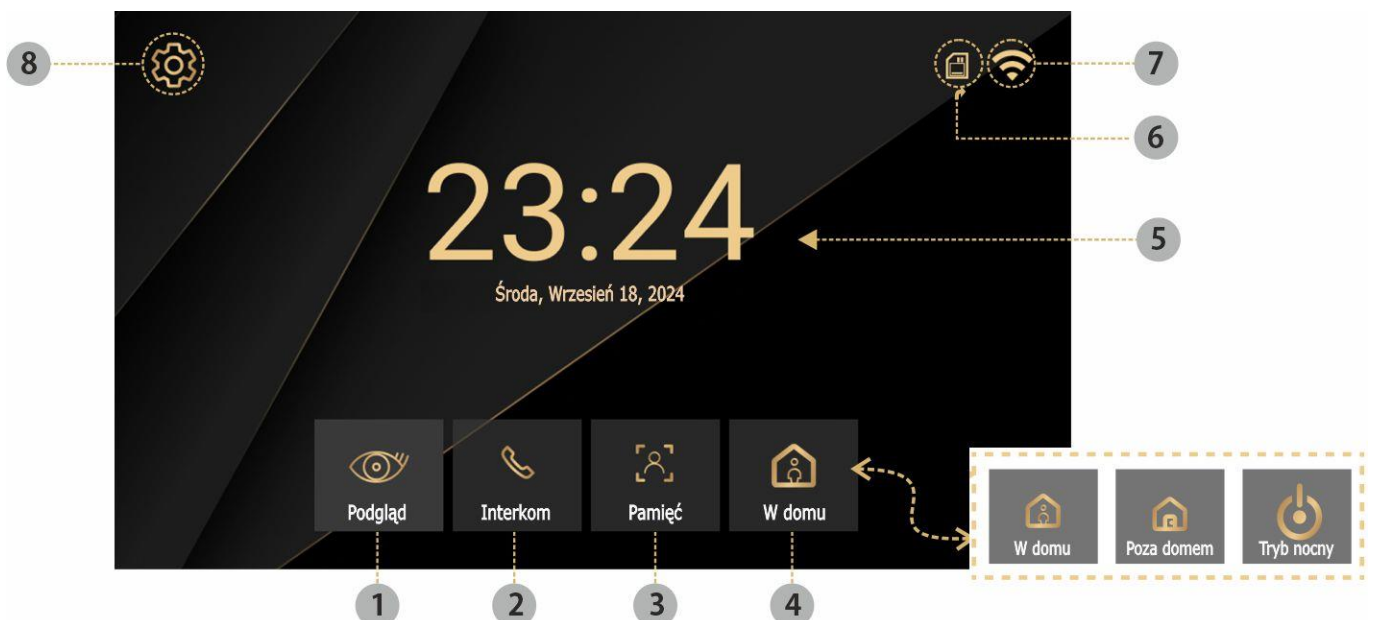 8
7
6
23:24
5
Środa, Wrzesień 18, 2024
Podgląd
Interkom
Pamięć
W domu
W domu
Poza domem
Tryb nocny
1
2
3
4